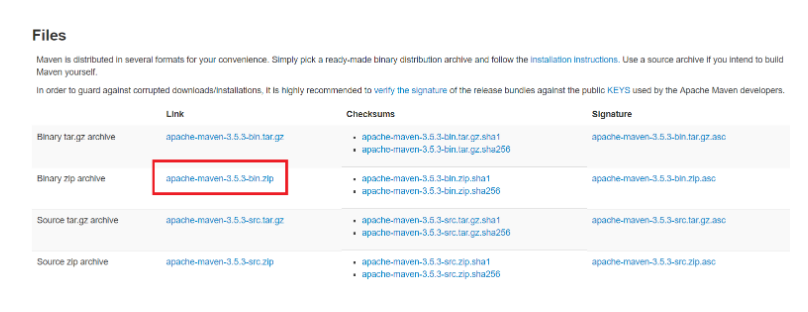 Files
Maven is distributed in several formats for your convenience. Simply pick a ready-made binary distribution archive and follow the installation instructions. Use a source archive if you intend to build
Maven yourself.
In order to guard against corrupted downloads/installations, it is highly recommended to verify the signature of the release bundles against the public KEYS used by the Apache Maven developers.
Link Checksums Signature
Binary tar.gz archive apache-maven-3.5.3-bin.tar.gz • apache-maven-3.5.3-bin.tar.gz.sha1 apache-maven-3.5.3-bin.tar.gz.asc
• apache-maven-3.5.3-bin.tar.gz.sha256
Binary zip archive apache-maven-3.5.3-bin.zip • apache-maven-3.5.3-bin.zip.sha1 apache-maven-3.5.3-bin.zip.asc
• apache-maven-3.5.3-bin.zip.sha256
Source tar.gz archive apache-maven-3.5.3-src.tar.gz • apache-maven-3.5.3-src.tar.gz.sha1 apache-maven-3.5.3-src.tar.gz.asc
• apache-maven-3.5.3-src.tar.gz.sha256
Source zip archive apache-maven-3.5.3-src.zip • apache-maven-3.5.3-src.zip.sha1 apache-maven-3.5.3-src.zip.asc
• apache-maven-3.5.3-src.zip.sha256